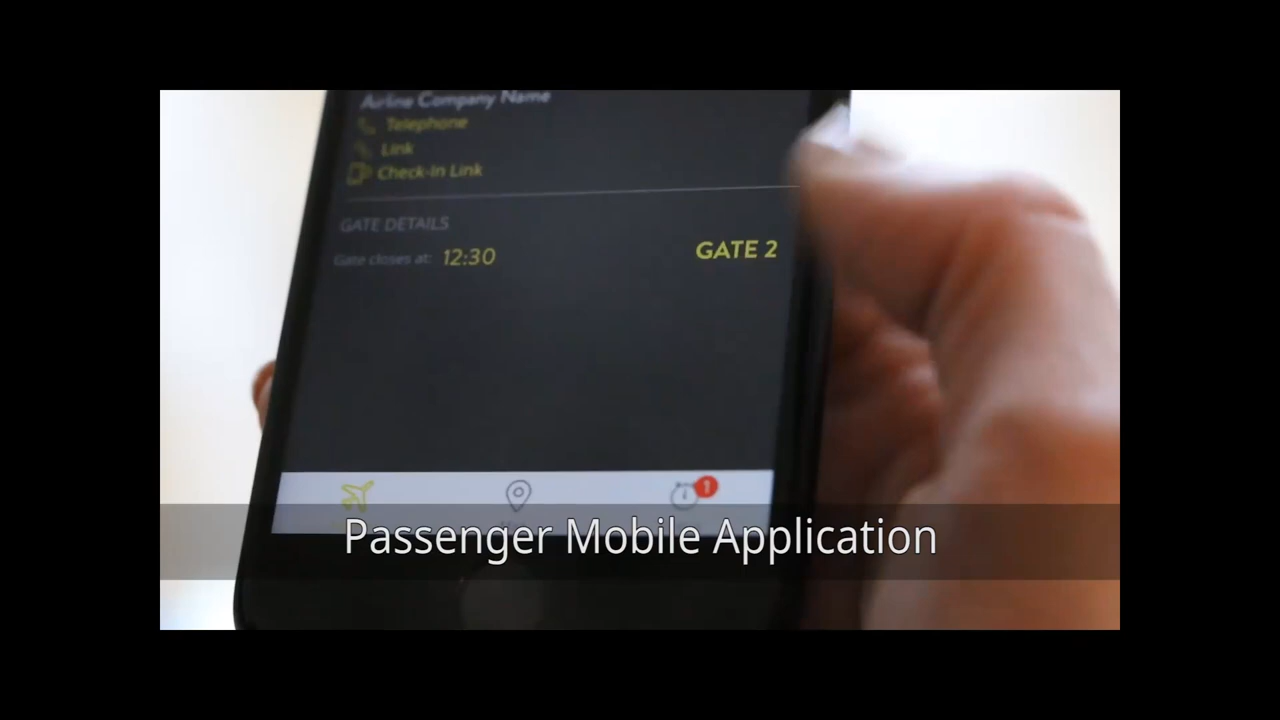 Airline Company Name
Telephone
Link
Check-In Link
GATE DETAILS
Gate closes at: 12:30
GATE 2
1
Passenger Mobile Application